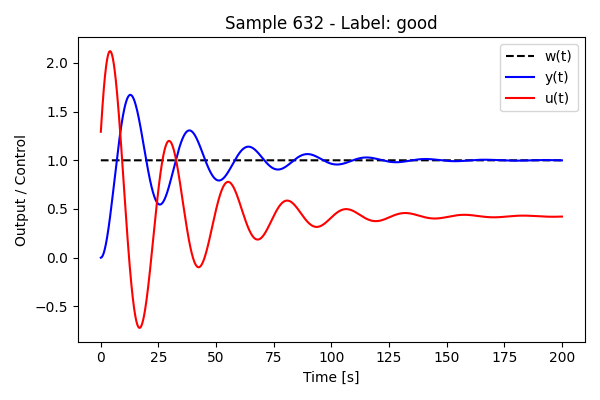 Sample 632 - Label: good
w(t)
y(t)
u(t)
Output / Control
2.0
1.5
1.0
0.5
0.0
−0.5
0
25
50
75
100
125
150
175
200
Time [s]